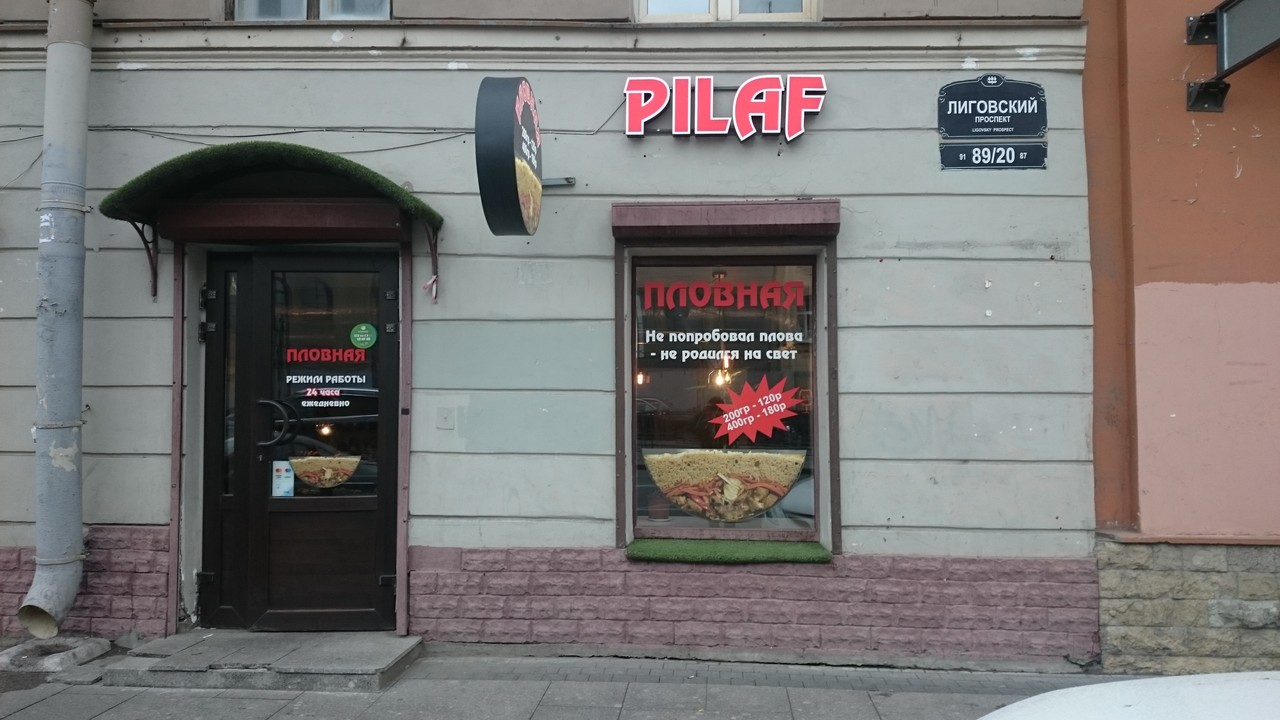 PILAF
ЛИГОВСКИЙ
ПРОСПЕКТ
LIGOVSKY PROSPECT
91 89/20 87
ПЛОВНАЯ
Не попробовал плова
- не родился на свет
200гр - 120р
400гр - 180р
ПЛОВНАЯ
РЕЖИМ РАБОТЫ
24 часа
ежедневно